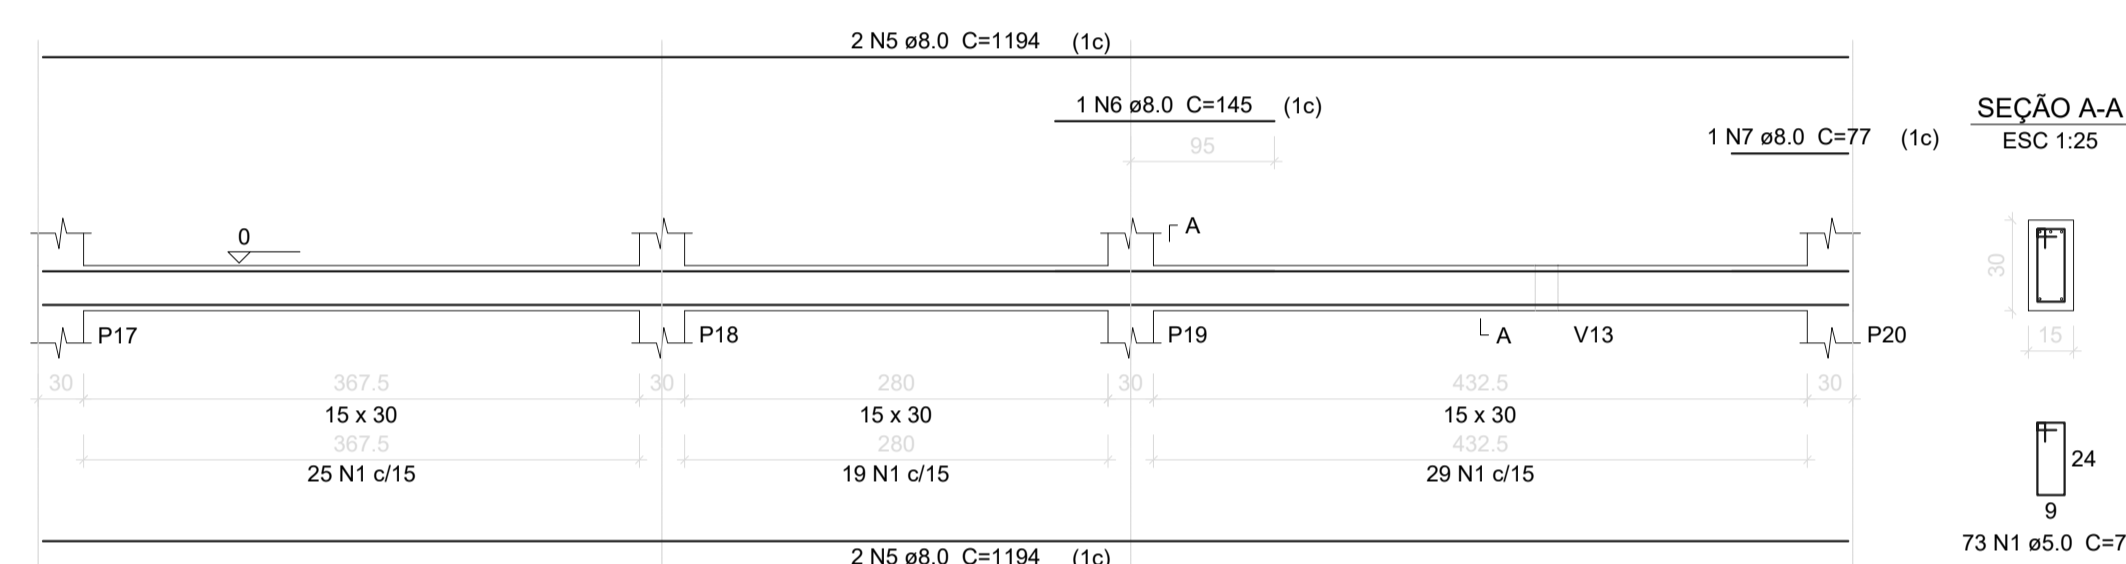 2 N5 ø8.0 C=1194 (1c)
1 N6 ø8.0 C=145 (1c)
95
1 N7 ø8.0 C=77 (1c)
SEÇÃO A-A
ESC 1:25
0
A
30
15
P17
P18
P19
A
V13
P20
30 367.5 30 280 30 432.5 30
15 x 30 15 x 30 15 x 30
367.5 280 432.5
25 N1 c/15 19 N1 c/15 29 N1 c/15
24
9
73 N1 ø5.0 C=7
2 N5 ø8.0 C=1194 (1c)